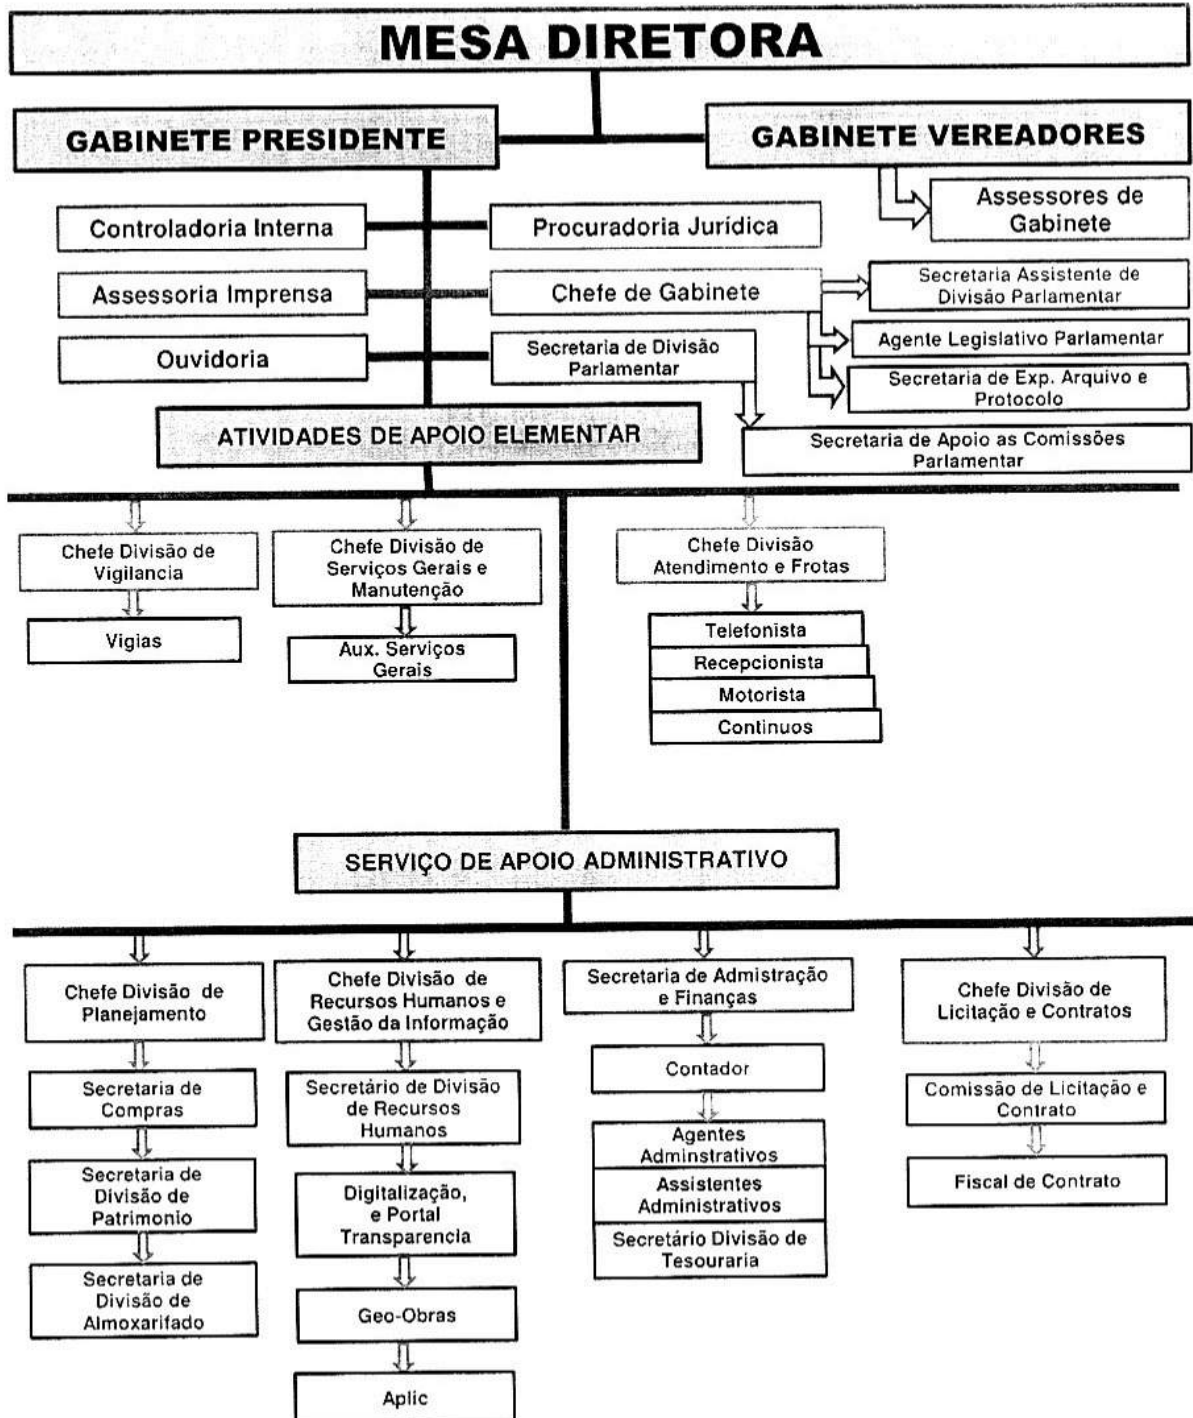 MESA DIRETORA
GABINETE PRESIDENTE
GABINETE VEREADORES
Assessores de
Gabinete
Controladoria Interna
Procuradoria Jurídica
Assessoria Imprensa
Chefe de Gabinete
Secretaria Assistente de
Divisão Parlamentar
Agente Legislativo Parlamentar
Ouvidoria
Secretaria de Divisão
Parlamentar
Secretaria de Exp. Arquivo e
Protocolo
ATIVIDADES DE APOIO ELEMENTAR
Secretaria de Apoio as Comissões
Parlamentar
Chefe Divisão de
Vigilancia
Chefe Divisão de
Serviços Gerais e
Manutenção
Chefe Divisão
Atendimento e Frotas
Vigias
Aux. Serviços
Gerais
Telefonista
Recepcionista
Motorista
Continuos
SERVIÇO DE APOIO ADMINISTRATIVO
Chefe Divisão de
Planejamento
Chefe Divisão de
Recursos Humanos e
Gestão da Informação
Secretaria de Admistração
e Finanças
Chefe Divisão de
Licitação e Contratos
Secretaria de
Compras
Secretário de Divisão
de Recursos
Humanos
Contador
Comissão de Licitação e
Contrato
Secretaria de
Divisão de
Patrimonio
Digitalização,
e Portal
Transparencia
Agentes
Adminstrativos
Assistentes
Administrativos
Secretário Divisão de
Tesouraria
Fiscal de Contrato
Secretaria de
Divisão de
Almoxarifado
Geo-Obras
Aplic